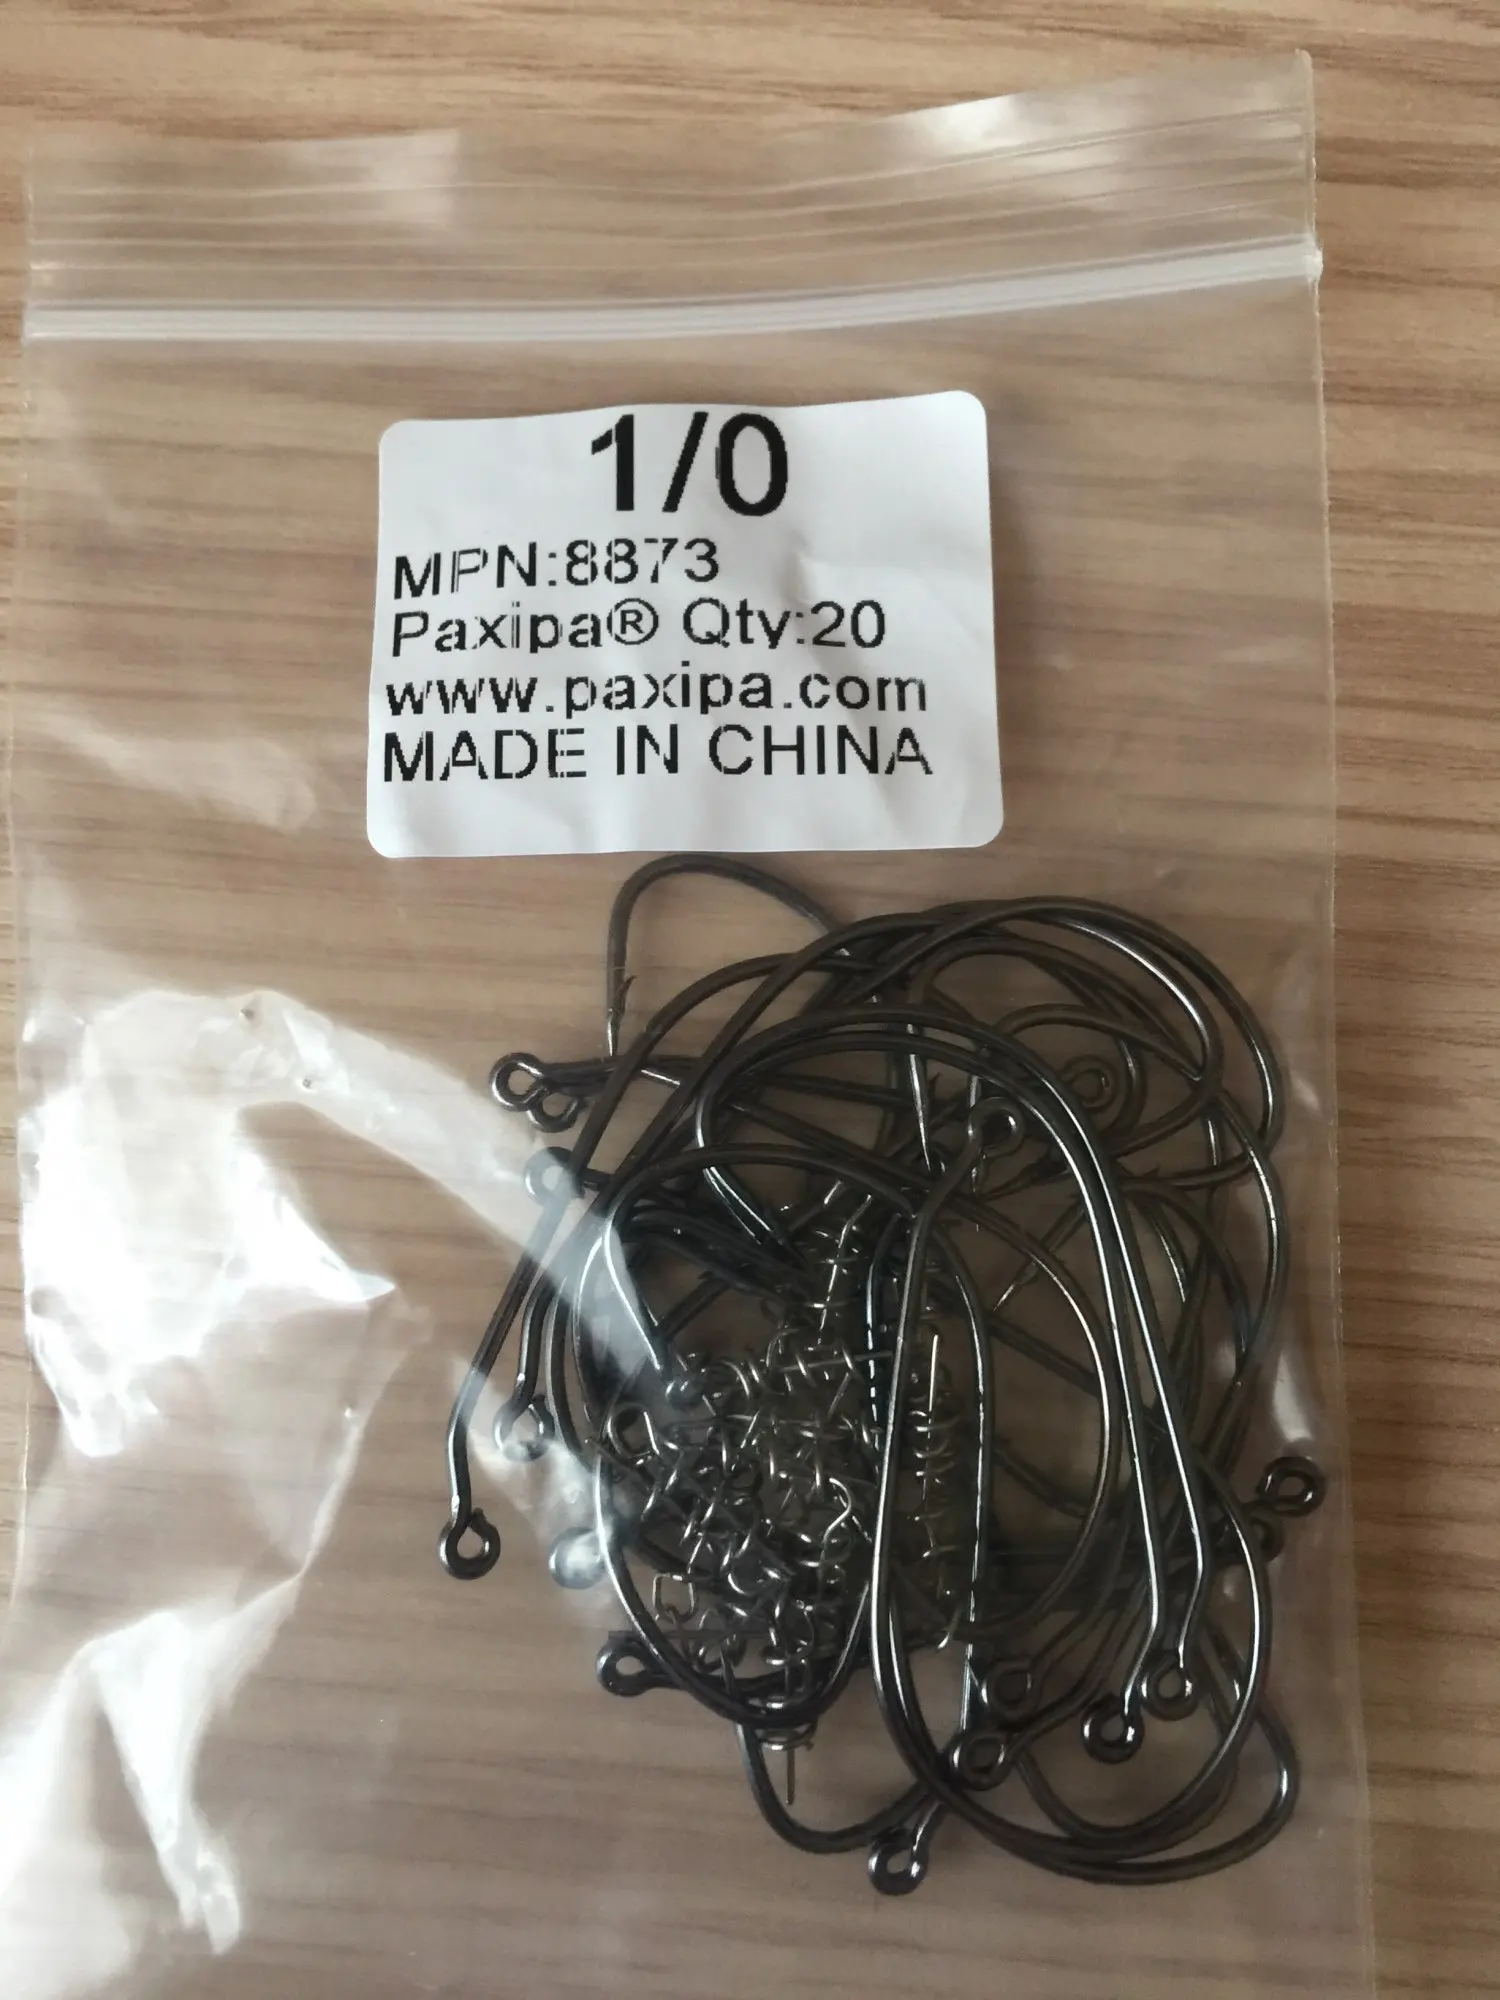 1/0
MPN:8873
Paxipa® Qty:20
www.paxipa.com
MADE IN CHINA